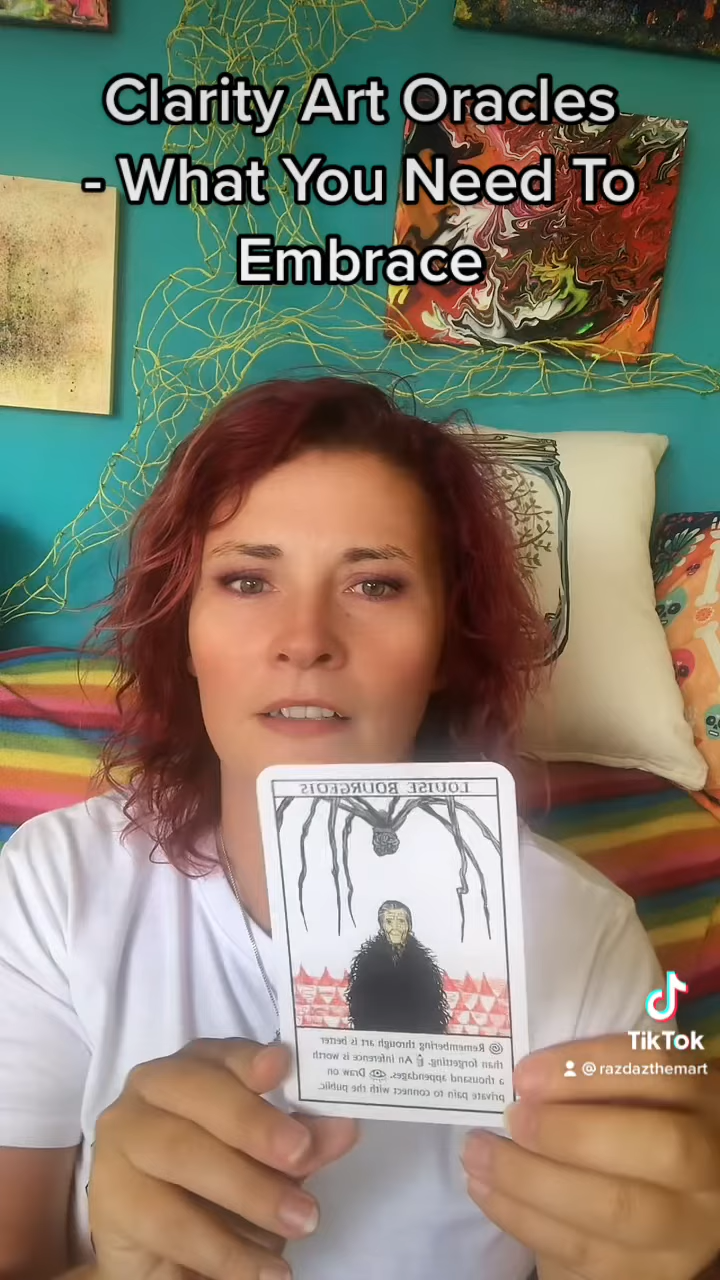 Clarity Art Oracles
- What You Need To
Embrace
LOUISE BOURGEOIS
Remembering through art is better
than forgetting. An Inference is worth
a thousand appendages. Draw on
private pain to connect with the public.
TikTok
@razdazthemart